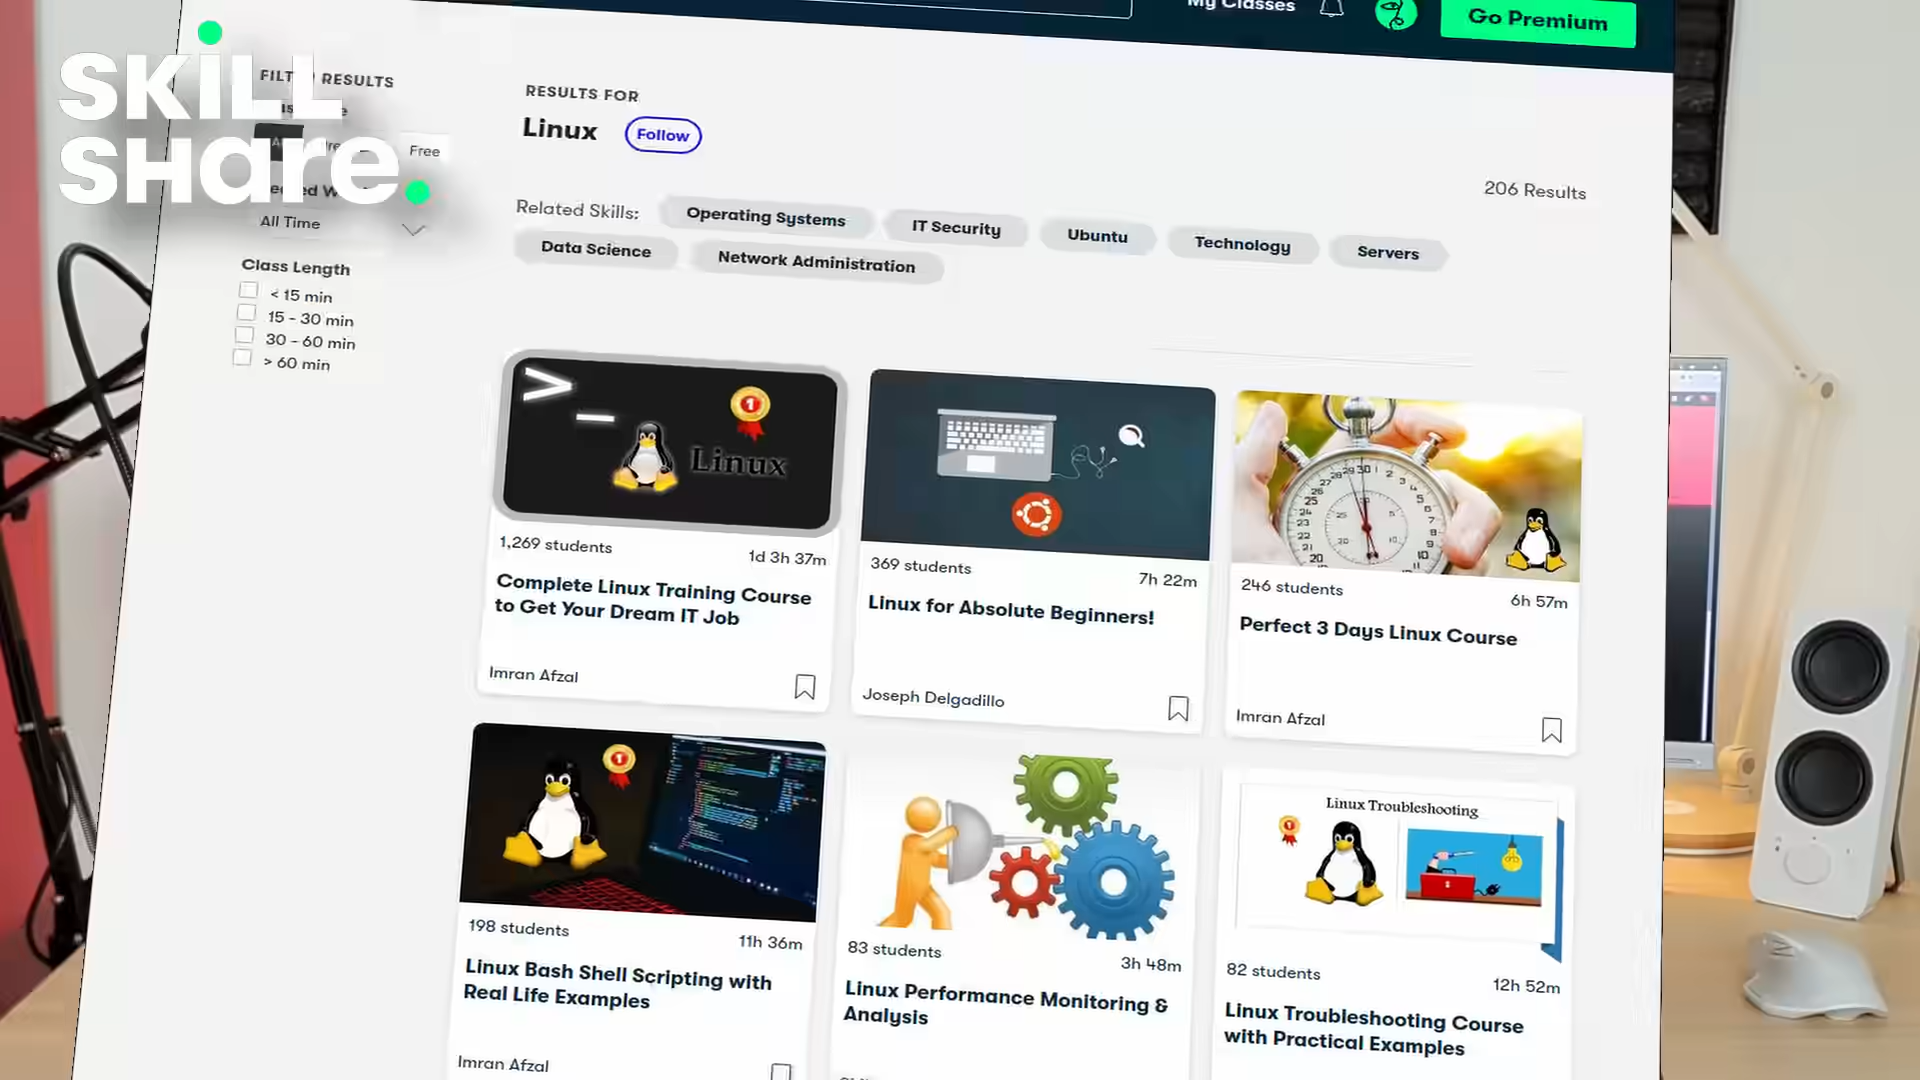 My Classes
Go Premium
SKILL
SHare.
RESULTS
Free
All Time
Class Length
< 15 min
15 - 30 min
30 - 60 min
> 60 min
RESULTS FOR
Linux
Follow
206 Results
Related Skills:
Operating Systems
IT Security
Ubuntu
Technology
Servers
Data Science
Network Administration
Linux
1,269 students
1d 3h 37m
Complete Linux Training Course
to Get Your Dream IT Job
Imran Afzal
369 students
7h 22m
Linux for Absolute Beginners!
Joseph Delgadillo
246 students
6h 57m
Perfect 3 Days Linux Course
Imran Afzal
198 students
11h 36m
Linux Bash Shell Scripting with
Real Life Examples
Imran Afzal
83 students
3h 48m
Linux Performance Monitoring &
Analysis
Linux Troubleshooting
82 students
12h 52m
Linux Troubleshooting Course
with Practical Examples